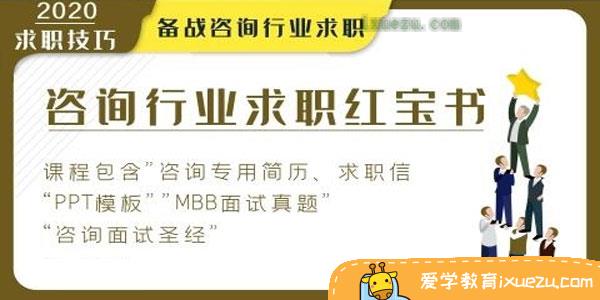 2020
求职技巧
备战咨询行业求职
ixuezu.com
咨询行业求职红宝书
课程包含”咨询专用简历、求职信
“PPT模板””MBB面试真题”
“咨询面试圣经”
爱学教育ixuezu.com